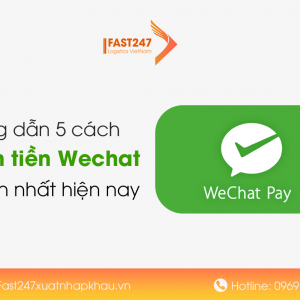 FAST247
Logistics Vietnam
dẫn 5 cách
tiền Wechat
nhất hiện nay
WeChat Pay
Fast247xuatnhapkhau.vn
Hotline: 0969